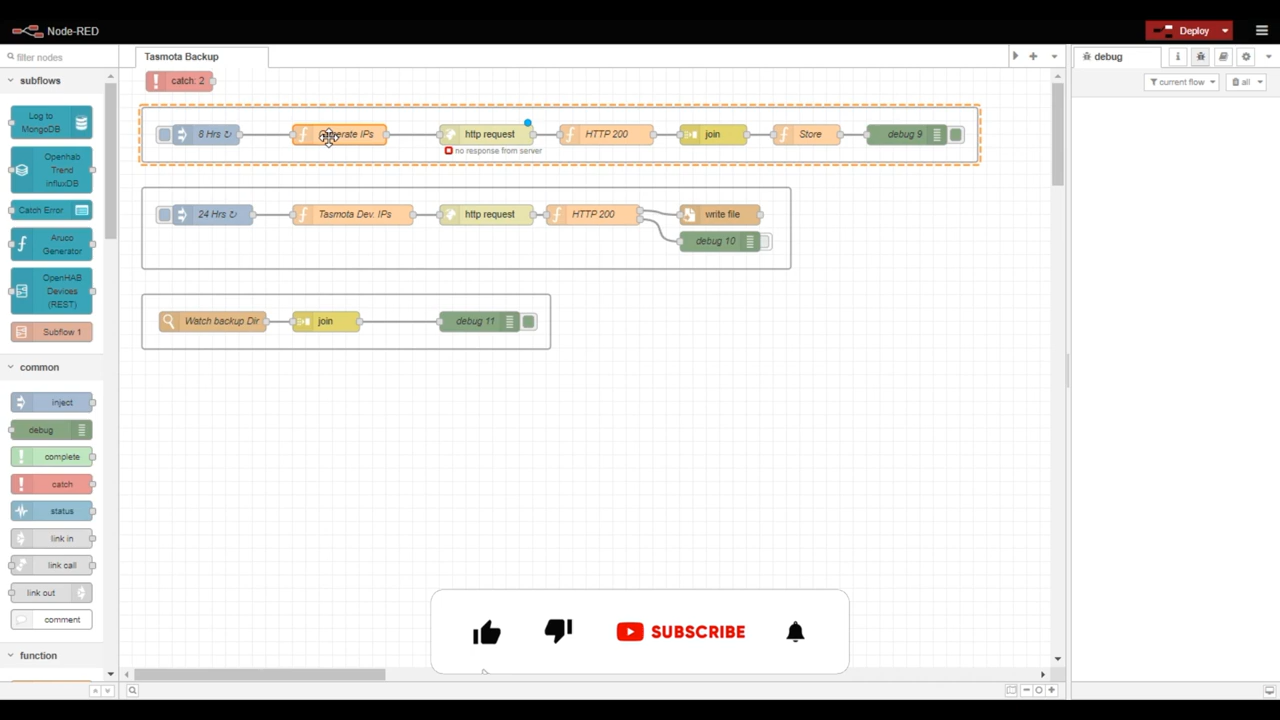 Node-RED
Deploy
filter nodes
Tasmota Backup
debug
i
subflows
catch: 2
current flow
all
Log to
MongoDB
8 Hrs ↻
Generate IPs
http request
HTTP 200
join
Store
debug 9
no response from server
Openhab
Trend
influxDB
Catch Error
24 Hrs ↻
Tasmota Dev. IPs
http request
HTTP 200
write file
debug 10
Aruco
Generator
OpenHAB
Devices
(REST)
Subflow 1
Watch backup Dir
join
debug 11
common
inject
debug
complete
catch
status
link in
link call
link out
comment
function
SUBSCRIBE